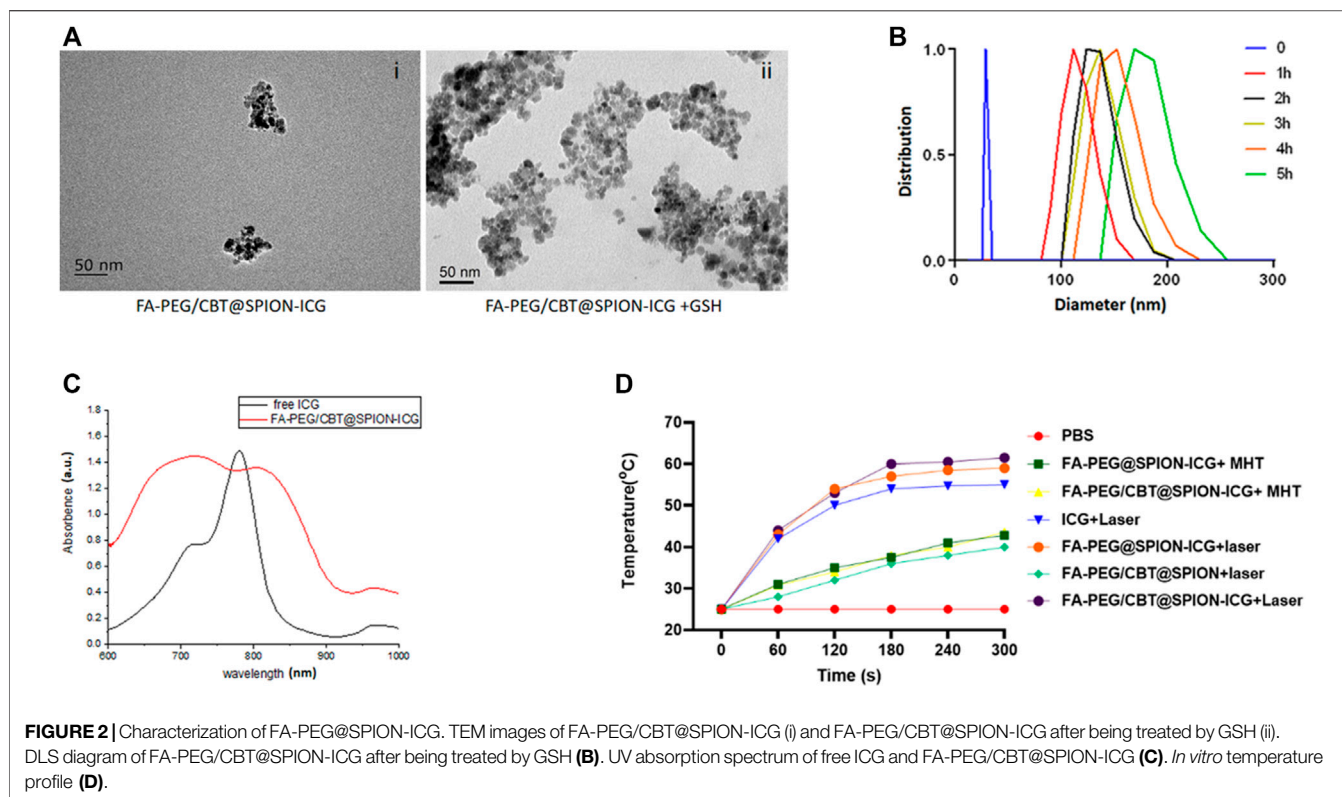 A
i
50 nm
FA-PEG/CBT@SPION-ICG
ii
50 nm
FA-PEG/CBT@SPION-ICG +GSH
B
Distribution
1.0
0.5
0.0
0
100
200
300
Diameter (nm)
0
1h
2h
3h
4h
5h
C
Absorbence (a.u.)
1.8
1.6
1.4
1.2
1.0
0.8
0.6
0.4
0.2
0.0
600
700
800
900
1000
wavelength (nm)
free ICG
FA-PEG/CBT@SPION-ICG
D
Temperature(°C)
70
60
50
40
30
20
0
60
120
180
240
300
Time (s)
PBS
FA-PEG@SPION-ICG+ MHT
FA-PEG/CBT@SPION-ICG+ MHT
ICG+Laser
FA-PEG@SPION-ICG+laser
FA-PEG/CBT@SPION+laser
FA-PEG/CBT@SPION-ICG+Laser
FIGURE 2 | Characterization of FA-PEG@SPION-ICG. TEM images of FA-PEG/CBT@SPION-ICG (i) and FA-PEG/CBT@SPION-ICG after being treated by GSH (ii).
DLS diagram of FA-PEG/CBT@SPION-ICG after being treated by GSH (B). UV absorption spectrum of free ICG and FA-PEG/CBT@SPION-ICG (C). In vitro temperature
profile (D).